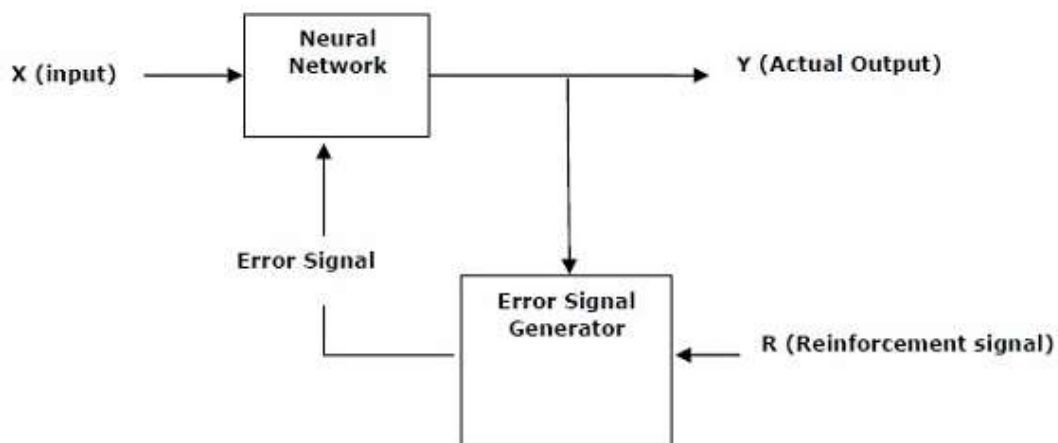 Neural
Network
X (input)
Y (Actual Output)
Error Signal
Error Signal
Generator
R (Reinforcement signal)